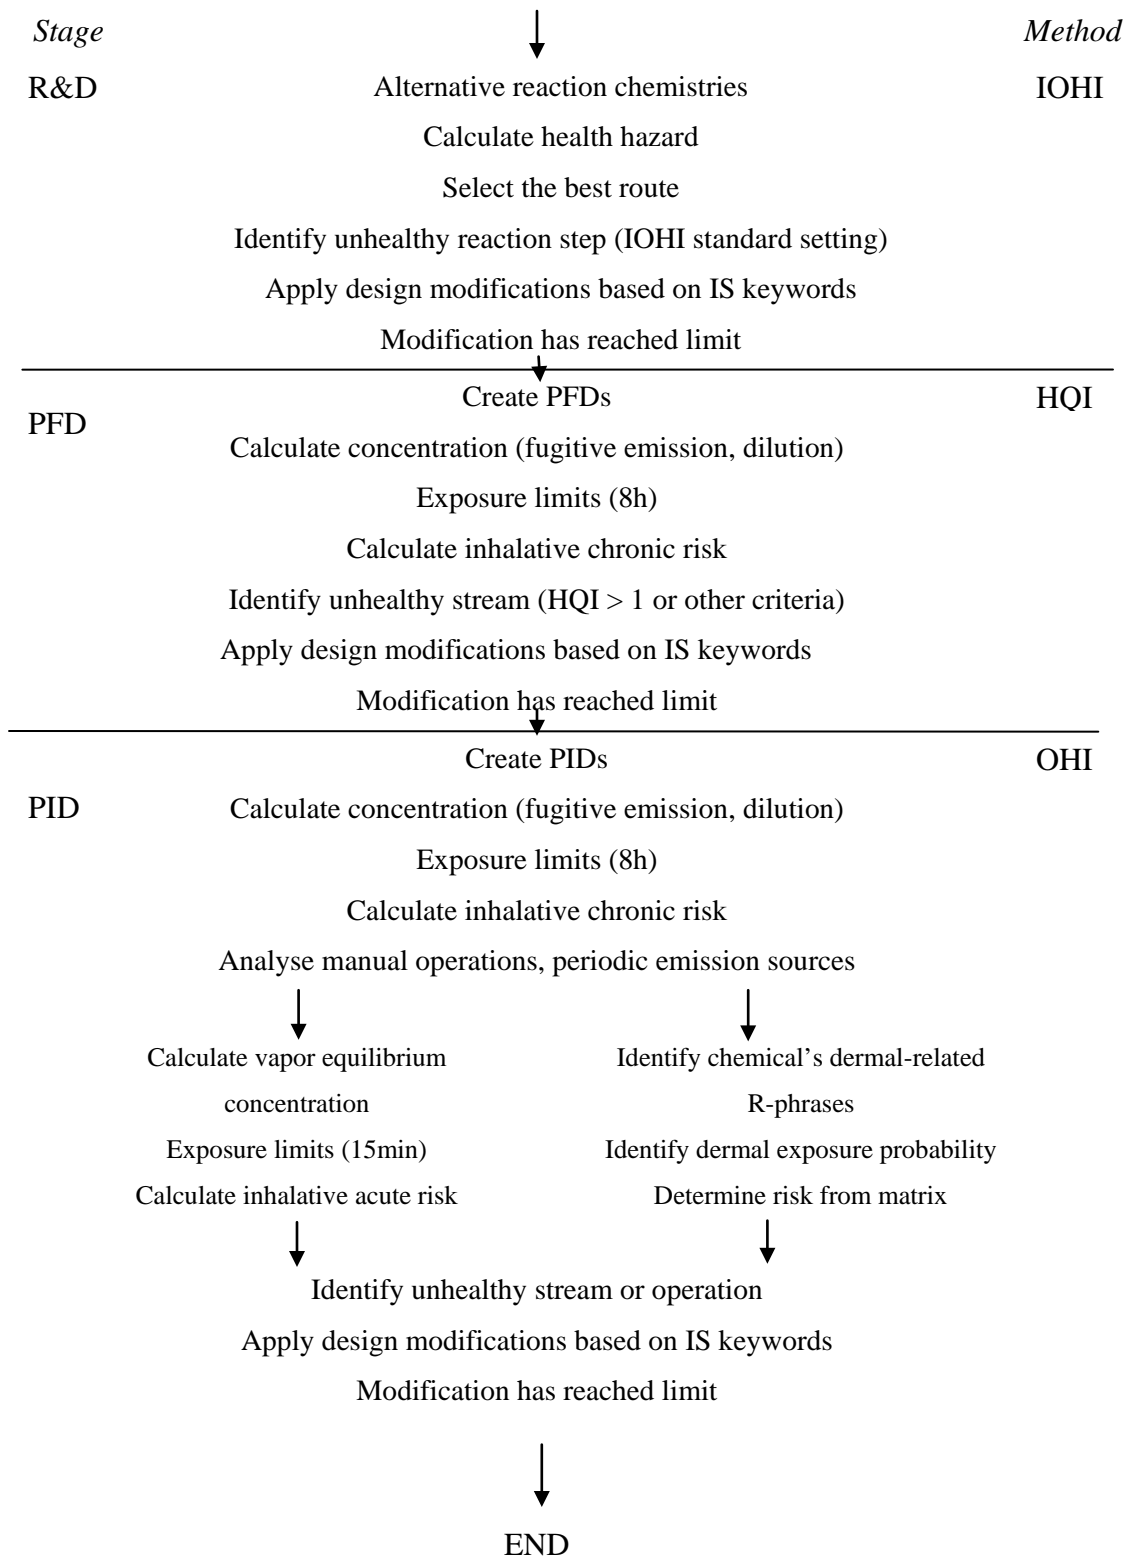 Stage
Method
R&D
Alternative reaction chemistries
IOHI
Calculate health hazard
Select the best route
Identify unhealthy reaction step (IOHI standard setting)
Apply design modifications based on IS keywords
Modification has reached limit
Create PFDs
HQI
PFD
Calculate concentration (fugitive emission, dilution)
Exposure limits (8h)
Calculate inhalative chronic risk
Identify unhealthy stream (HQI > 1 or other criteria)
Apply design modifications based on IS keywords
Modification has reached limit
Create PIDs
OHI
PID
Calculate concentration (fugitive emission, dilution)
Exposure limits (8h)
Calculate inhalative chronic risk
Analyse manual operations, periodic emission sources
Calculate vapor equilibrium
concentration
Exposure limits (15min)
Calculate inhalative acute risk
Identify chemical's dermal-related
R-phrases
Identify dermal exposure probability
Determine risk from matrix
Identify unhealthy stream or operation
Apply design modifications based on IS keywords
Modification has reached limit
END